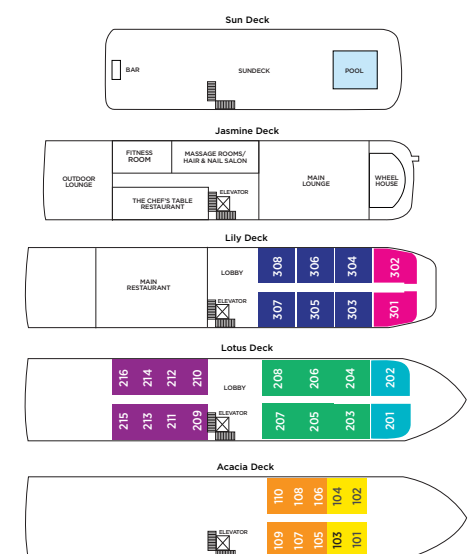 Sun Deck
BAR
SUNDECK
POOL
Jasmine Deck
FITNESS
ROOM
MASSAGE ROOMS/
HAIR & NAIL SALON
OUTDOOR
LOUNGE
MAIN
LOUNGE
WHEEL
HOUSE
ELEVATOR
THE CHEF'S TABLE
RESTAURANT
Lily Deck
MAIN
RESTAURANT
LOBBY
308 306 304 302
ELEVATOR
307 305 303 301
Lotus Deck
216 214 212 210
LOBBY
208 206 204 202
215 213 211 209
ELEVATOR
207 205 203 201
Acacia Deck
110 108 106 104 102
ELEVATOR
109 107 105 103 101